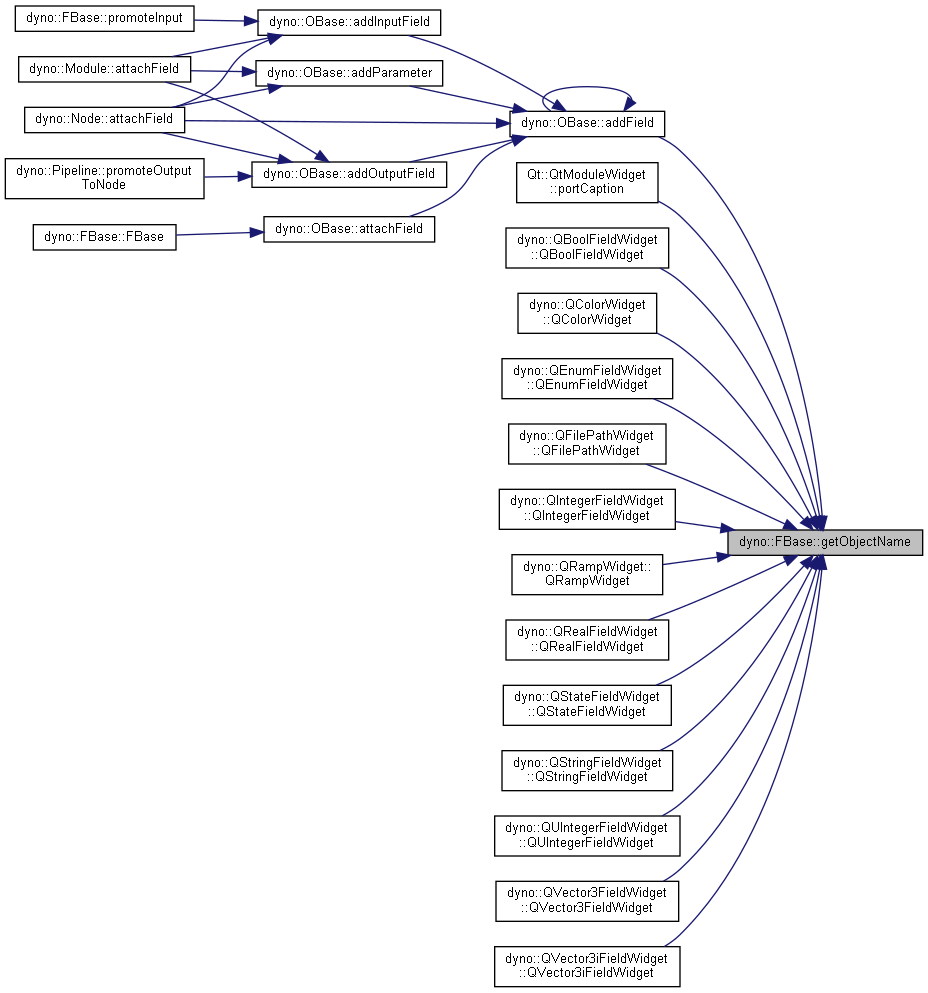 dyno::FBase::promoteInput
dyno::OBase::addInputField
dyno::Module::attachField
dyno::OBase::addParameter
dyno::Node::attachField
dyno::OBase::addField
dyno::Pipeline::promoteOutput
ToNode
dyno::OBase::addOutputField
dyno::FBase::FBase
dyno::OBase::attachField
Qt::QtModuleWidget
::portCaption
dyno::QBoolFieldWidget
::QBoolFieldWidget
dyno::QColorWidget
::QColorWidget
dyno::QEnumFieldWidget
::QEnumFieldWidget
dyno::QFilePathWidget
::QFilePathWidget
dyno::QIntegerFieldWidget
::QIntegerFieldWidget
dyno::FBase::getObjectName
dyno::QRampWidget::
QRampWidget
dyno::QRealFieldWidget
::QRealFieldWidget
dyno::QStateFieldWidget
::QStateFieldWidget
dyno::QStringFieldWidget
::QStringFieldWidget
dyno::QUIntegerFieldWidget
::QUIntegerFieldWidget
dyno::QVector3FieldWidget
::QVector3FieldWidget
dyno::QVector3iFieldWidget
::QVector3iFieldWidget